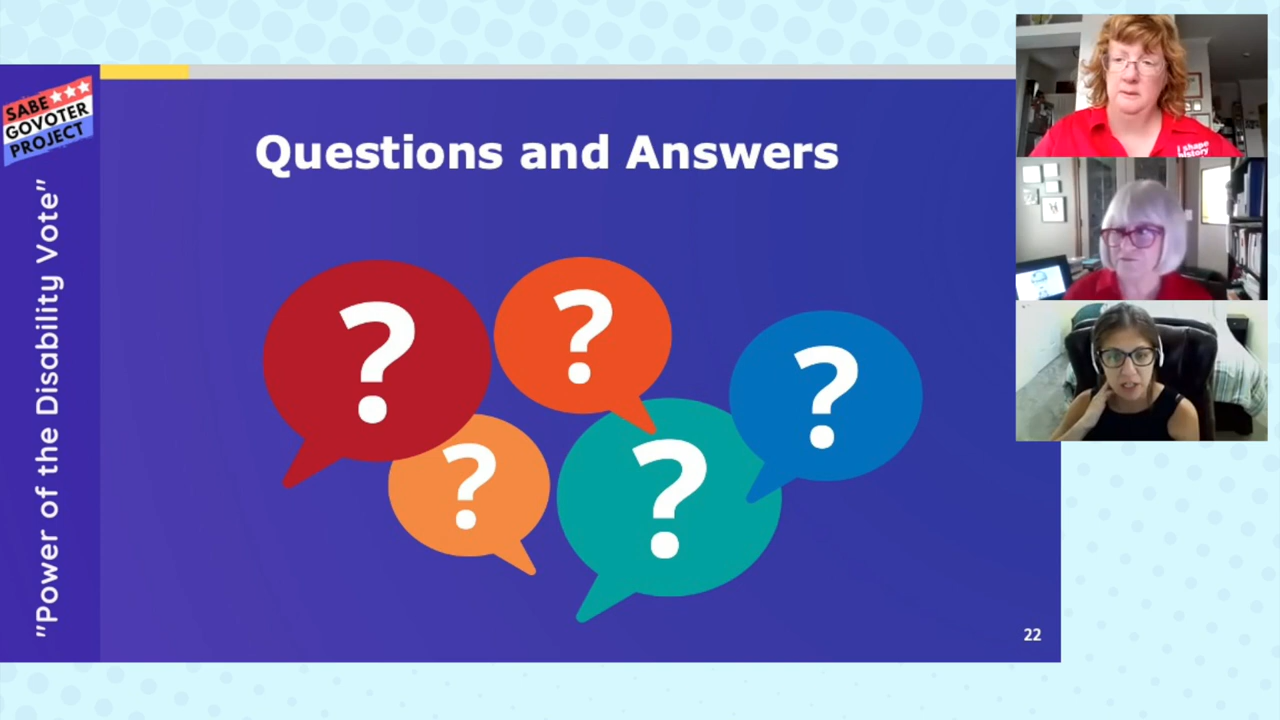 SABE
GOVOTER
PROJECT
"Power of the Disability Vote"
Questions and Answers
?
?
?
?
?
22
i shape
history